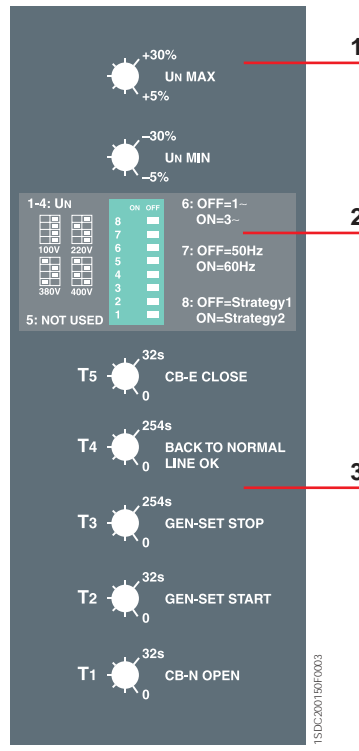 1
+30%
UN MAX
+5%
–30%
UN MIN
–5%
2
1-4: UN
100V 220V
380V 400V
5: NOT USED
ON OFF
8
7
6
5
4
3
2
1
6: OFF=1~
ON=3~
7: OFF=50Hz
ON=60Hz
8: OFF=Strategy1
ON=Strategy2
32s
T5 CB-E CLOSE
0
254s
T4 BACK TO NORMAL
LINE OK
0
3
254s
T3 GEN-SET STOP
0
32s
T2 GEN-SET START
0
32s
T1 CB-N OPEN
0
1SDC200150F0003